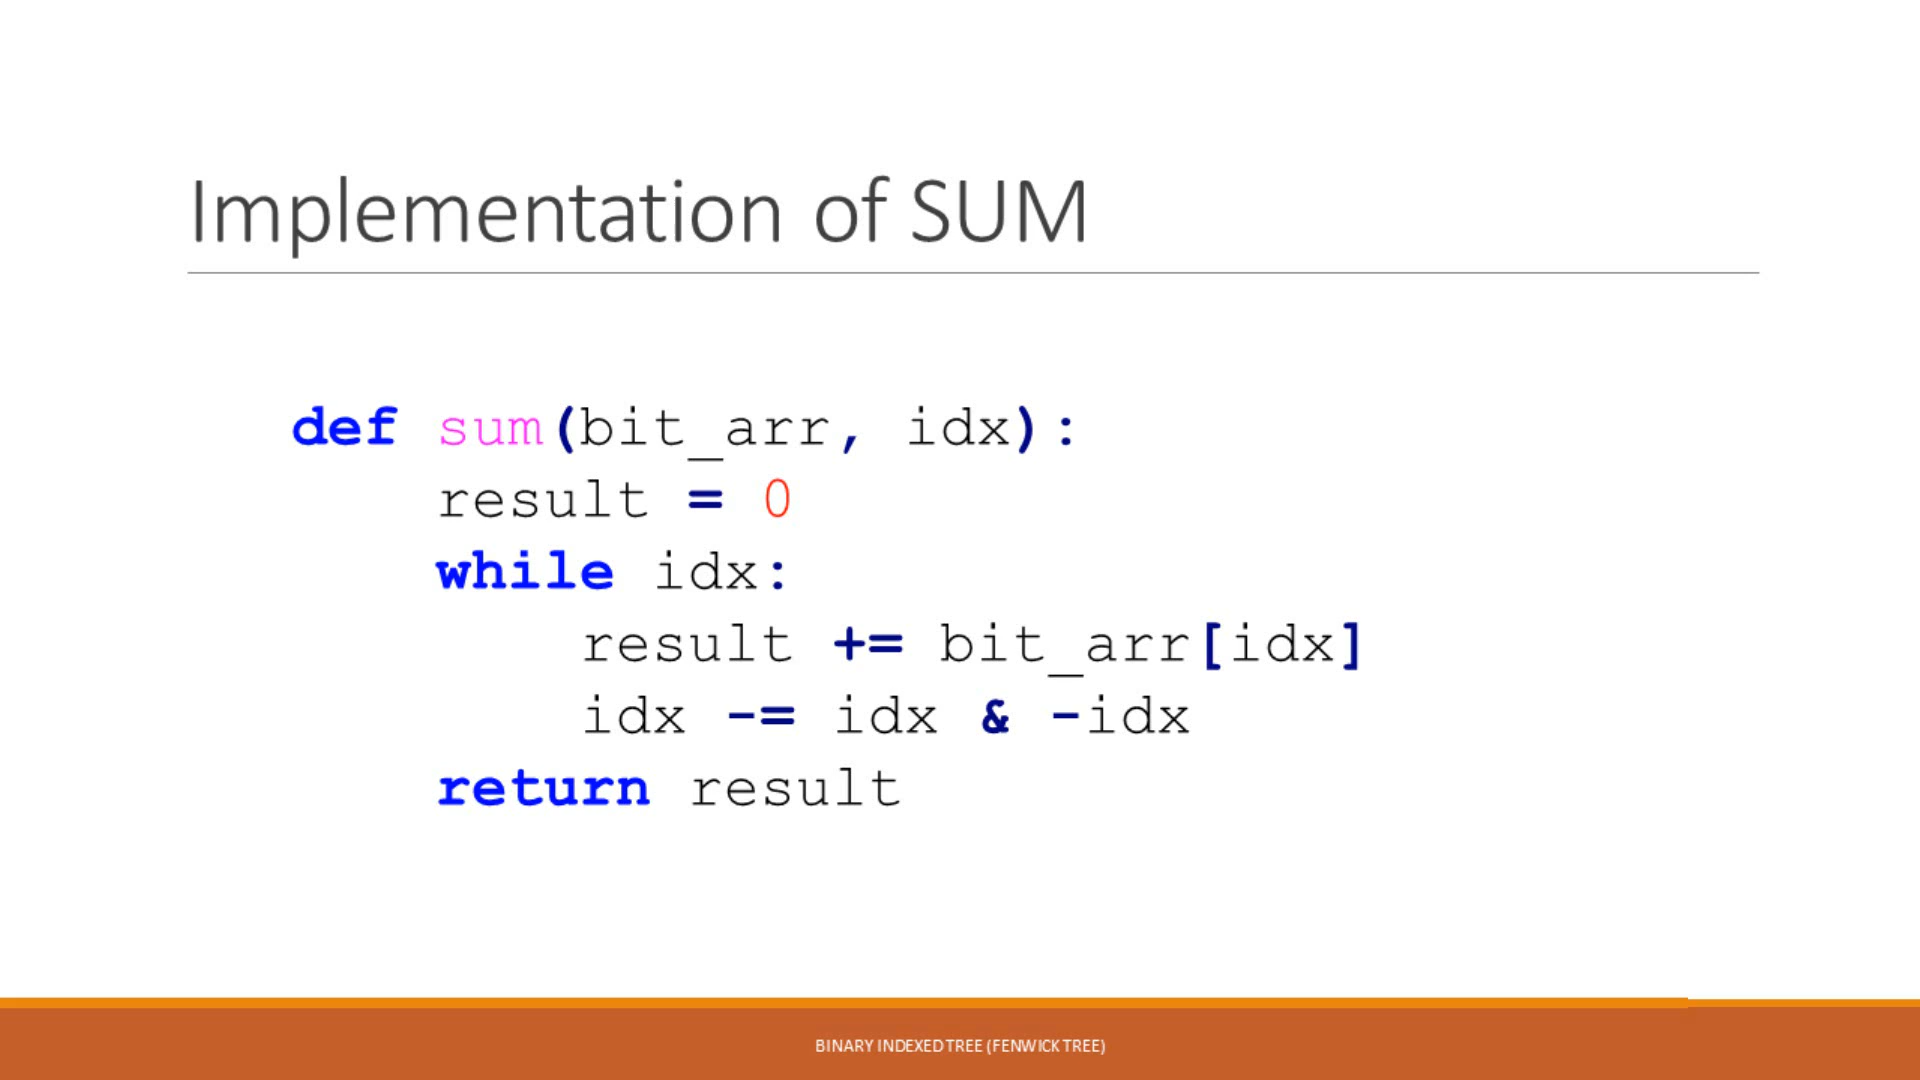 Implementation of SUM
def sum(bit_arr, idx):
    result = 0
    while idx:
        result += bit_arr[idx]
        idx -= idx & -idx
    return result
BINARY INDEXED TREE (FENWICK TREE)